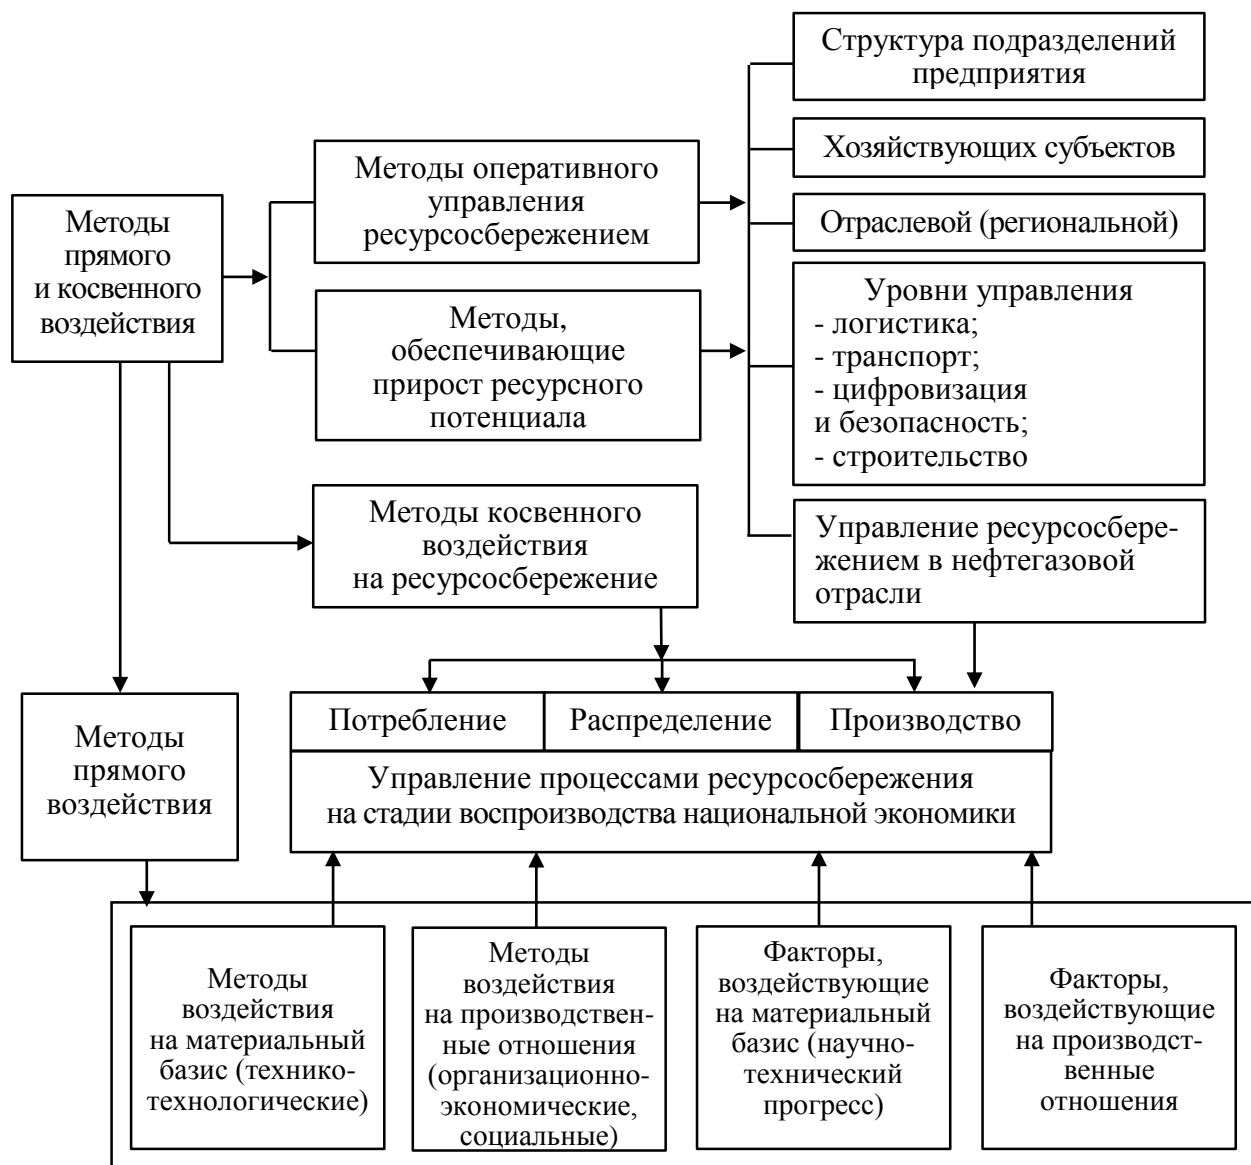 Структура подразделений
предприятия
Хозяйствующих субъектов
Отраслевой (региональной)
Уровни управления
- логистика;
- транспорт;
- цифровизация
и безопасность;
- строительство
Управление ресурсосбере-
жением в нефтегазовой
отрасли
Методы оперативного
управления
ресурсосбережением
Методы
прямого
и косвенного
воздействия
Методы,
обеспечивающие
прирост ресурсного
потенциала
Методы косвенного
воздействия
на ресурсосбережение
Методы
прямого
воздействия
Потребление
Распределение
Производство
Управление процессами ресурсосбережения
на стадии воспроизводства национальной экономики
Методы
воздействия
на материальный
базис (технико-
технологические)
Методы
воздействия
на производствен-
ные отношения
(организационно-
экономические,
социальные)
Факторы,
воздействующие
на материальный
базис (научно-
технический
прогресс)
Факторы,
воздействующие
на производст-
венные
отношения